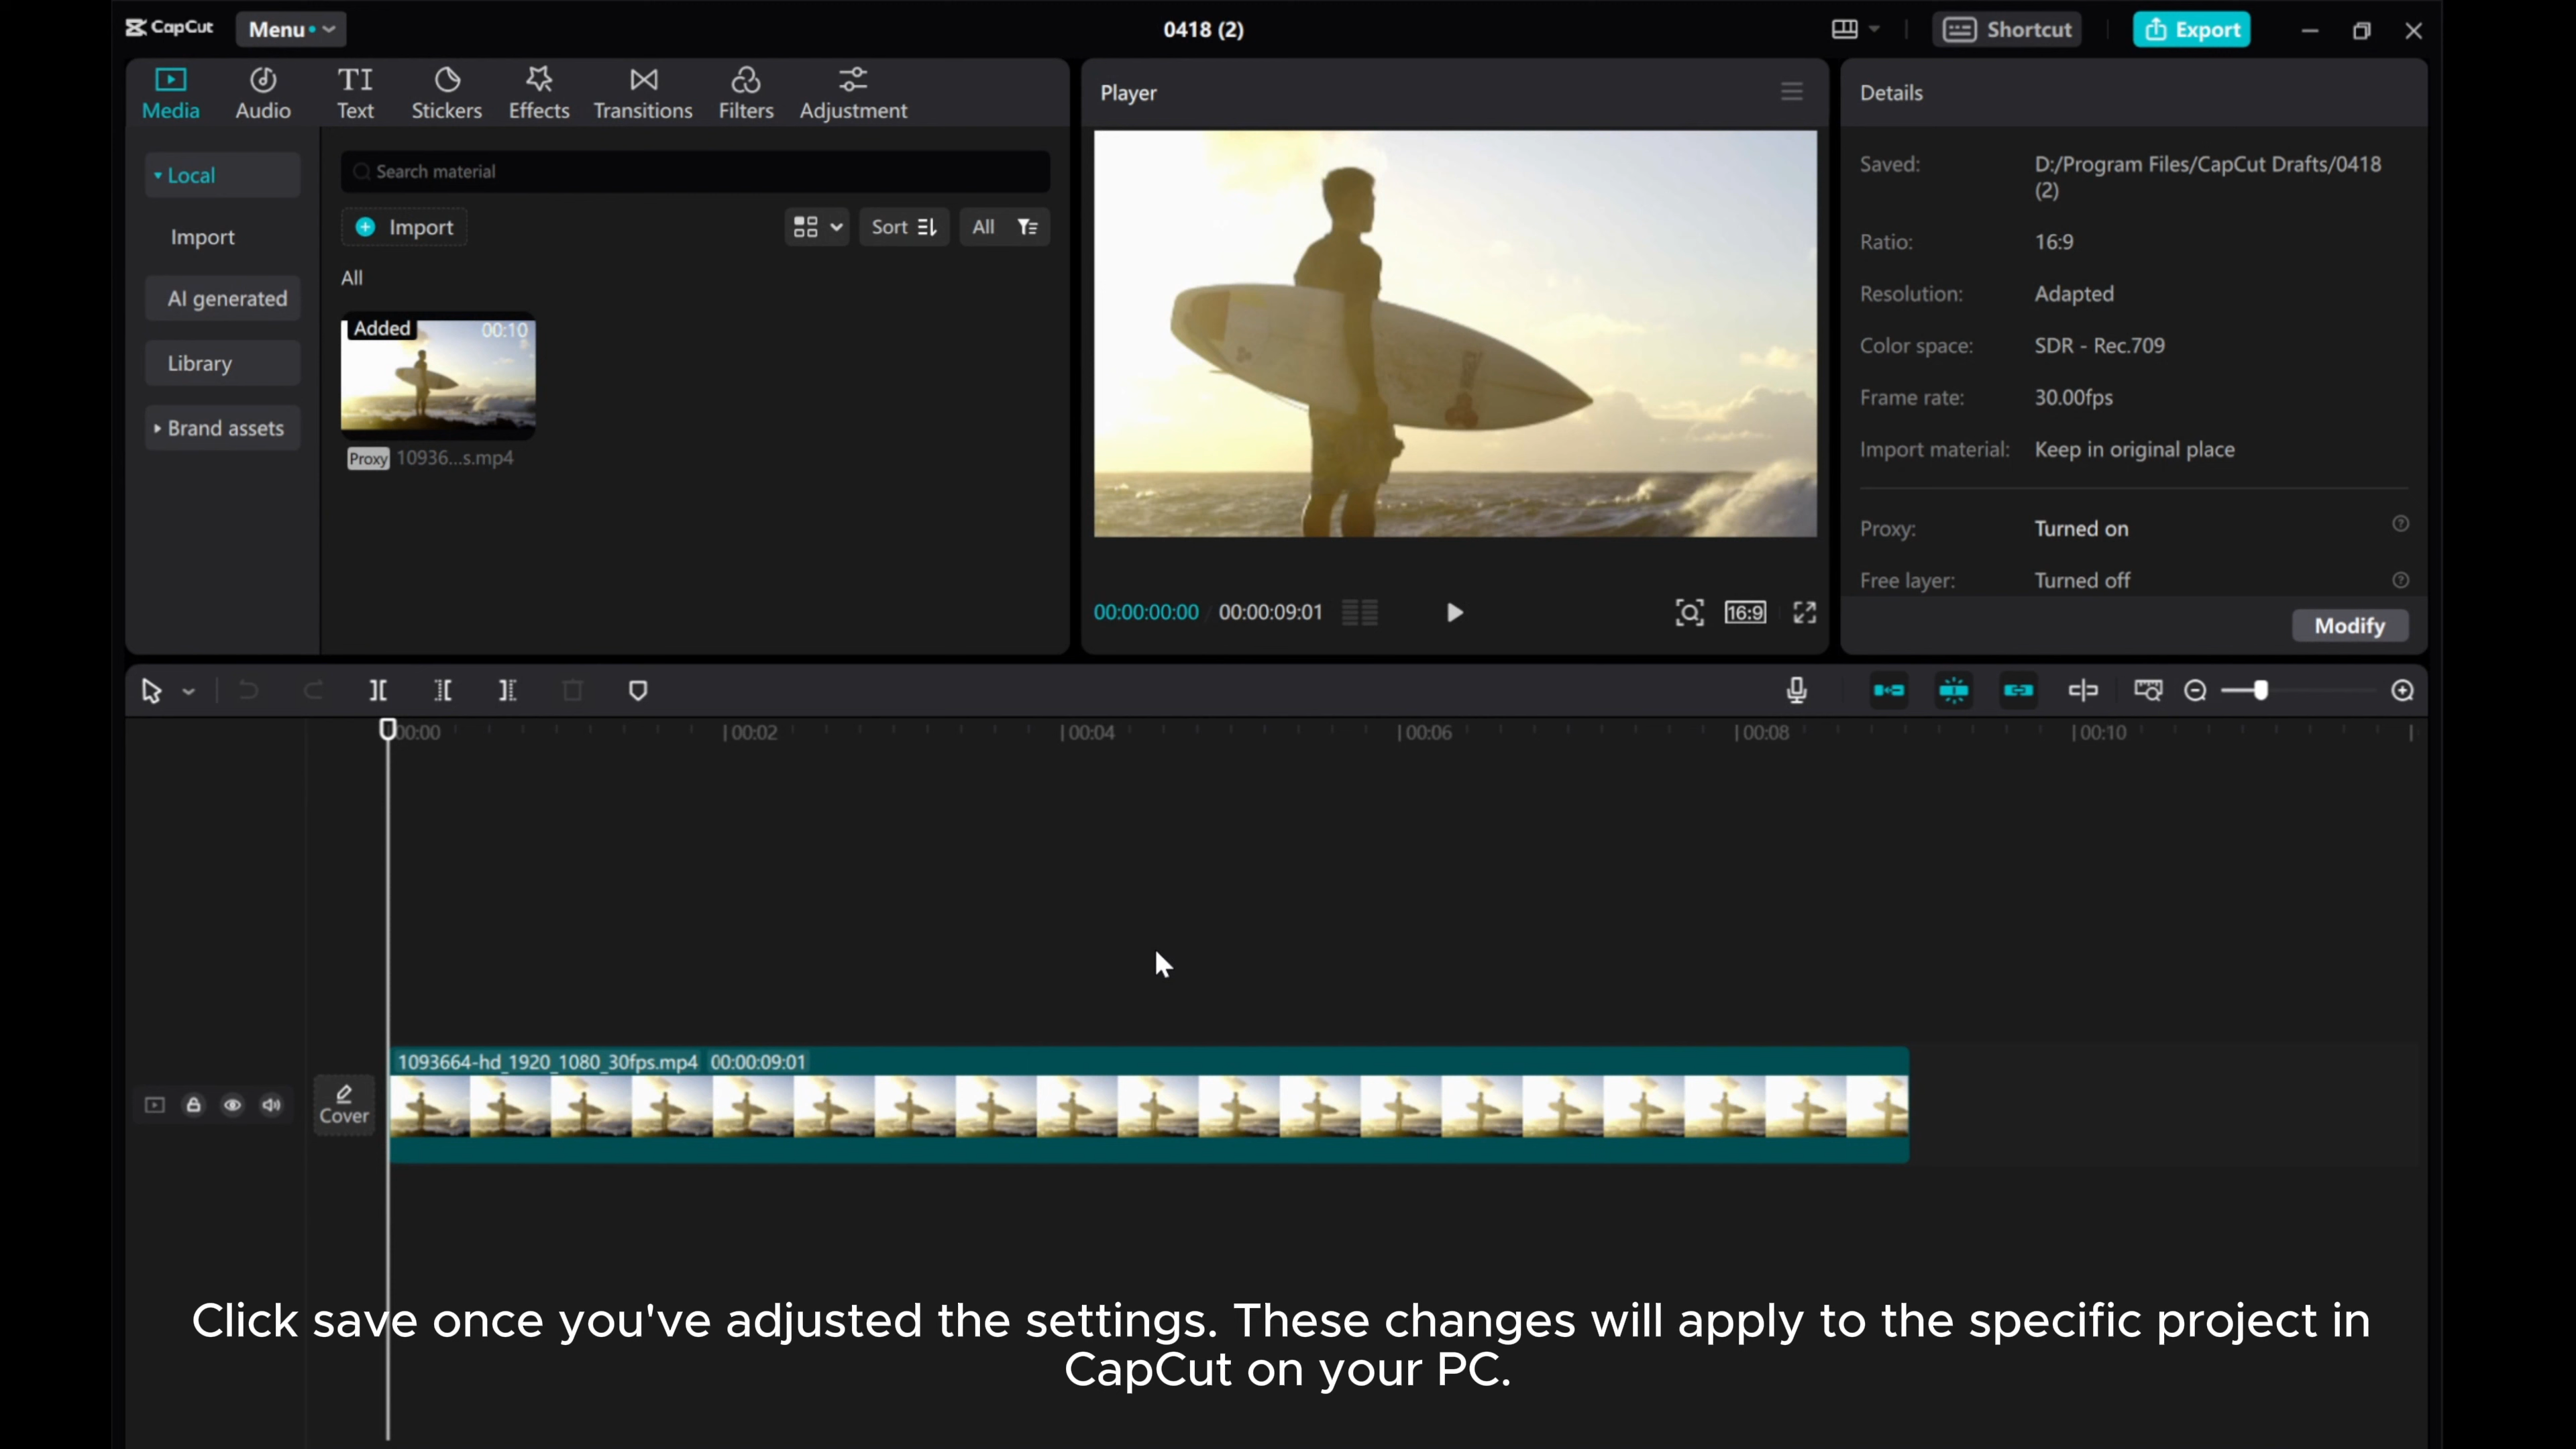 CapCut
Menu
0418 (2)
Shortcut
Export
Media
Audio
TI
Text
Stickers
Effects
Transitions
Filters
Adjustment
Local
Import
AI generated
Library
Brand assets
Search material
Import
Sort
All
All
Added
00:10
Proxy 10936...s.mp4
Player
00:00:00:00 / 00:00:09:01
16:9
Details
Saved: D:/Program Files/CapCut Drafts/0418
(2)
Ratio: 16:9
Resolution: Adapted
Color space: SDR - Rec.709
Frame rate: 30.00fps
Import material: Keep in original place
Proxy: Turned on
Free layer: Turned off
Modify
00:00
00:02
00:04
00:06
00:08
00:10
1093664-hd_1920_1080_30fps.mp4 00:00:09:01
Cover
Click save once you've adjusted the settings. These changes will apply to the specific project in
CapCut on your PC.